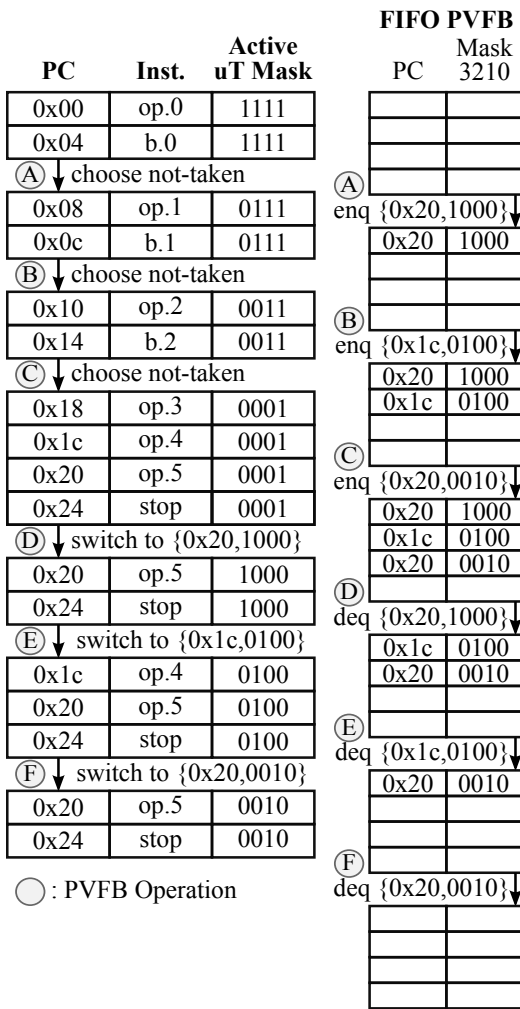 PC Inst. Active uT Mask
0x00 op.0 1111
0x04 b.0 1111
A choose not-taken
0x08 op.1 0111
0x0c b.1 0111
B choose not-taken
0x10 op.2 0011
0x14 b.2 0011
C choose not-taken
0x18 op.3 0001
0x1c op.4 0001
0x20 op.5 0001
0x24 stop 0001
D switch to {0x20,1000}
0x20 op.5 1000
0x24 stop 1000
E switch to {0x1c,0100}
0x1c op.4 0100
0x20 op.5 0100
0x24 stop 0100
F switch to {0x20,0010}
0x20 op.5 0010
0x24 stop 0010
: PVFB Operation
FIFO PVFB
PC Mask 3210
A
enq {0x20,1000}
0x20 1000
B
enq {0x1c,0100}
0x20 1000
0x1c 0100
C
enq {0x20,0010}
0x20 1000
0x1c 0100
0x20 0010
D
deq {0x20,1000}
0x1c 0100
0x20 0010
E
deq {0x1c,0100}
0x20 0010
F
deq {0x20,0010}